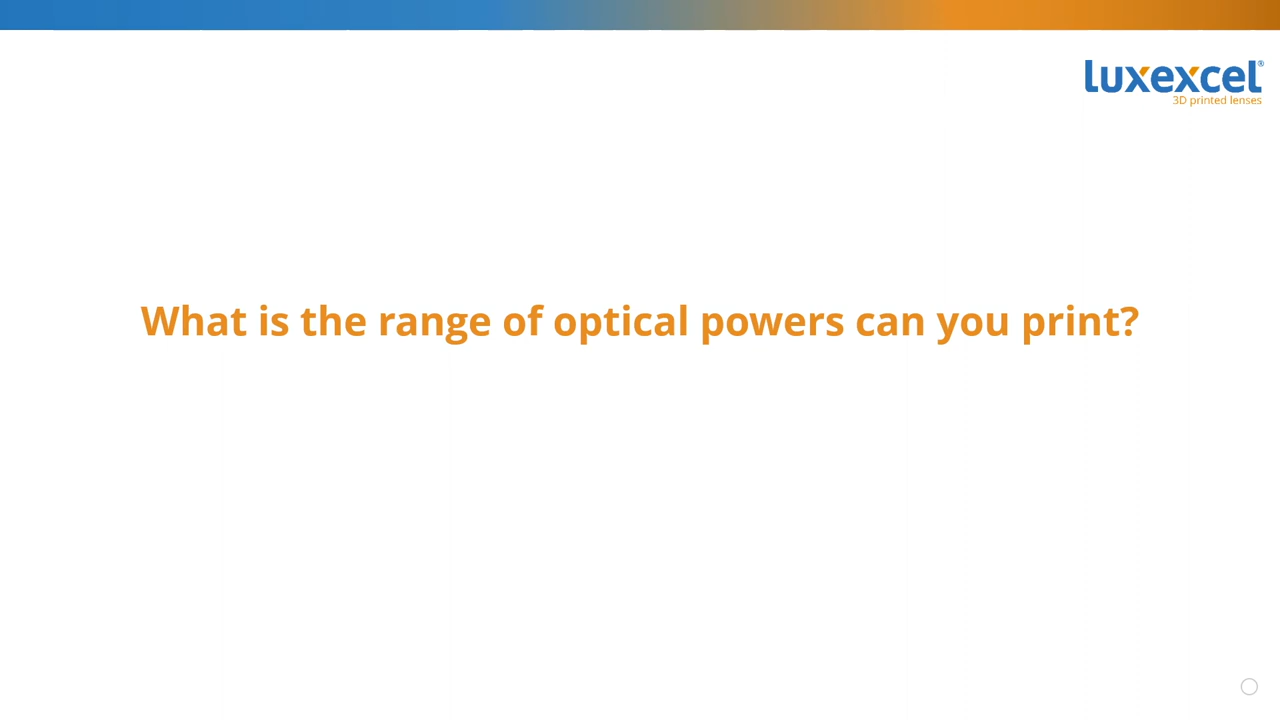 luxexcel®
3D printed lenses
What is the range of optical powers can you print?